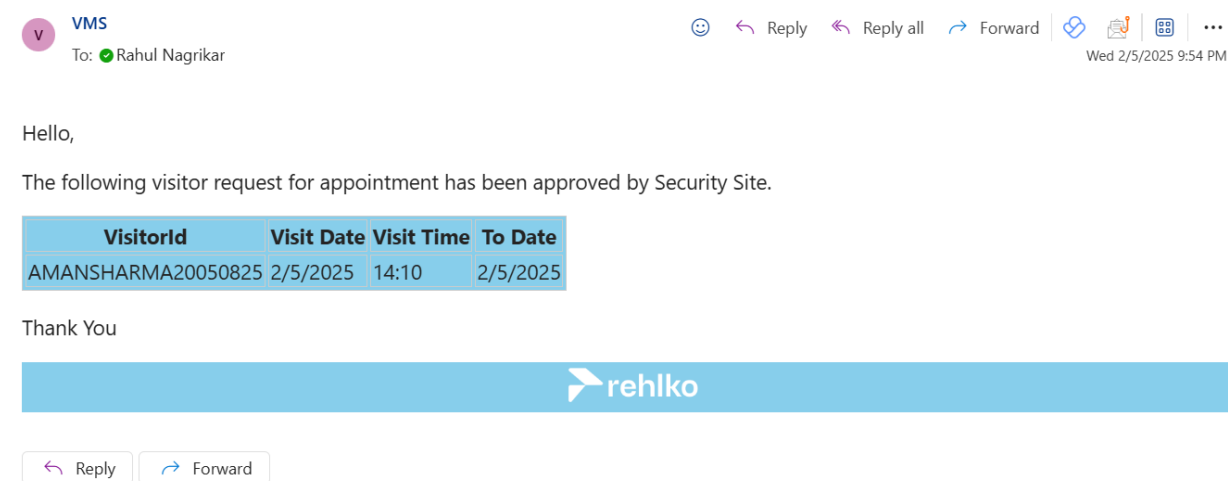 V
VMS
To: Rahul Nagrikar
Reply Reply all Forward
Wed 2/5/2025 9:54 PM
Hello,
The following visitor request for appointment has been approved by Security Site.
VisitorId Visit Date Visit Time To Date
AMANSHARMA20050825 2/5/2025 14:10 2/5/2025
Thank You
rehlko
Reply Forward